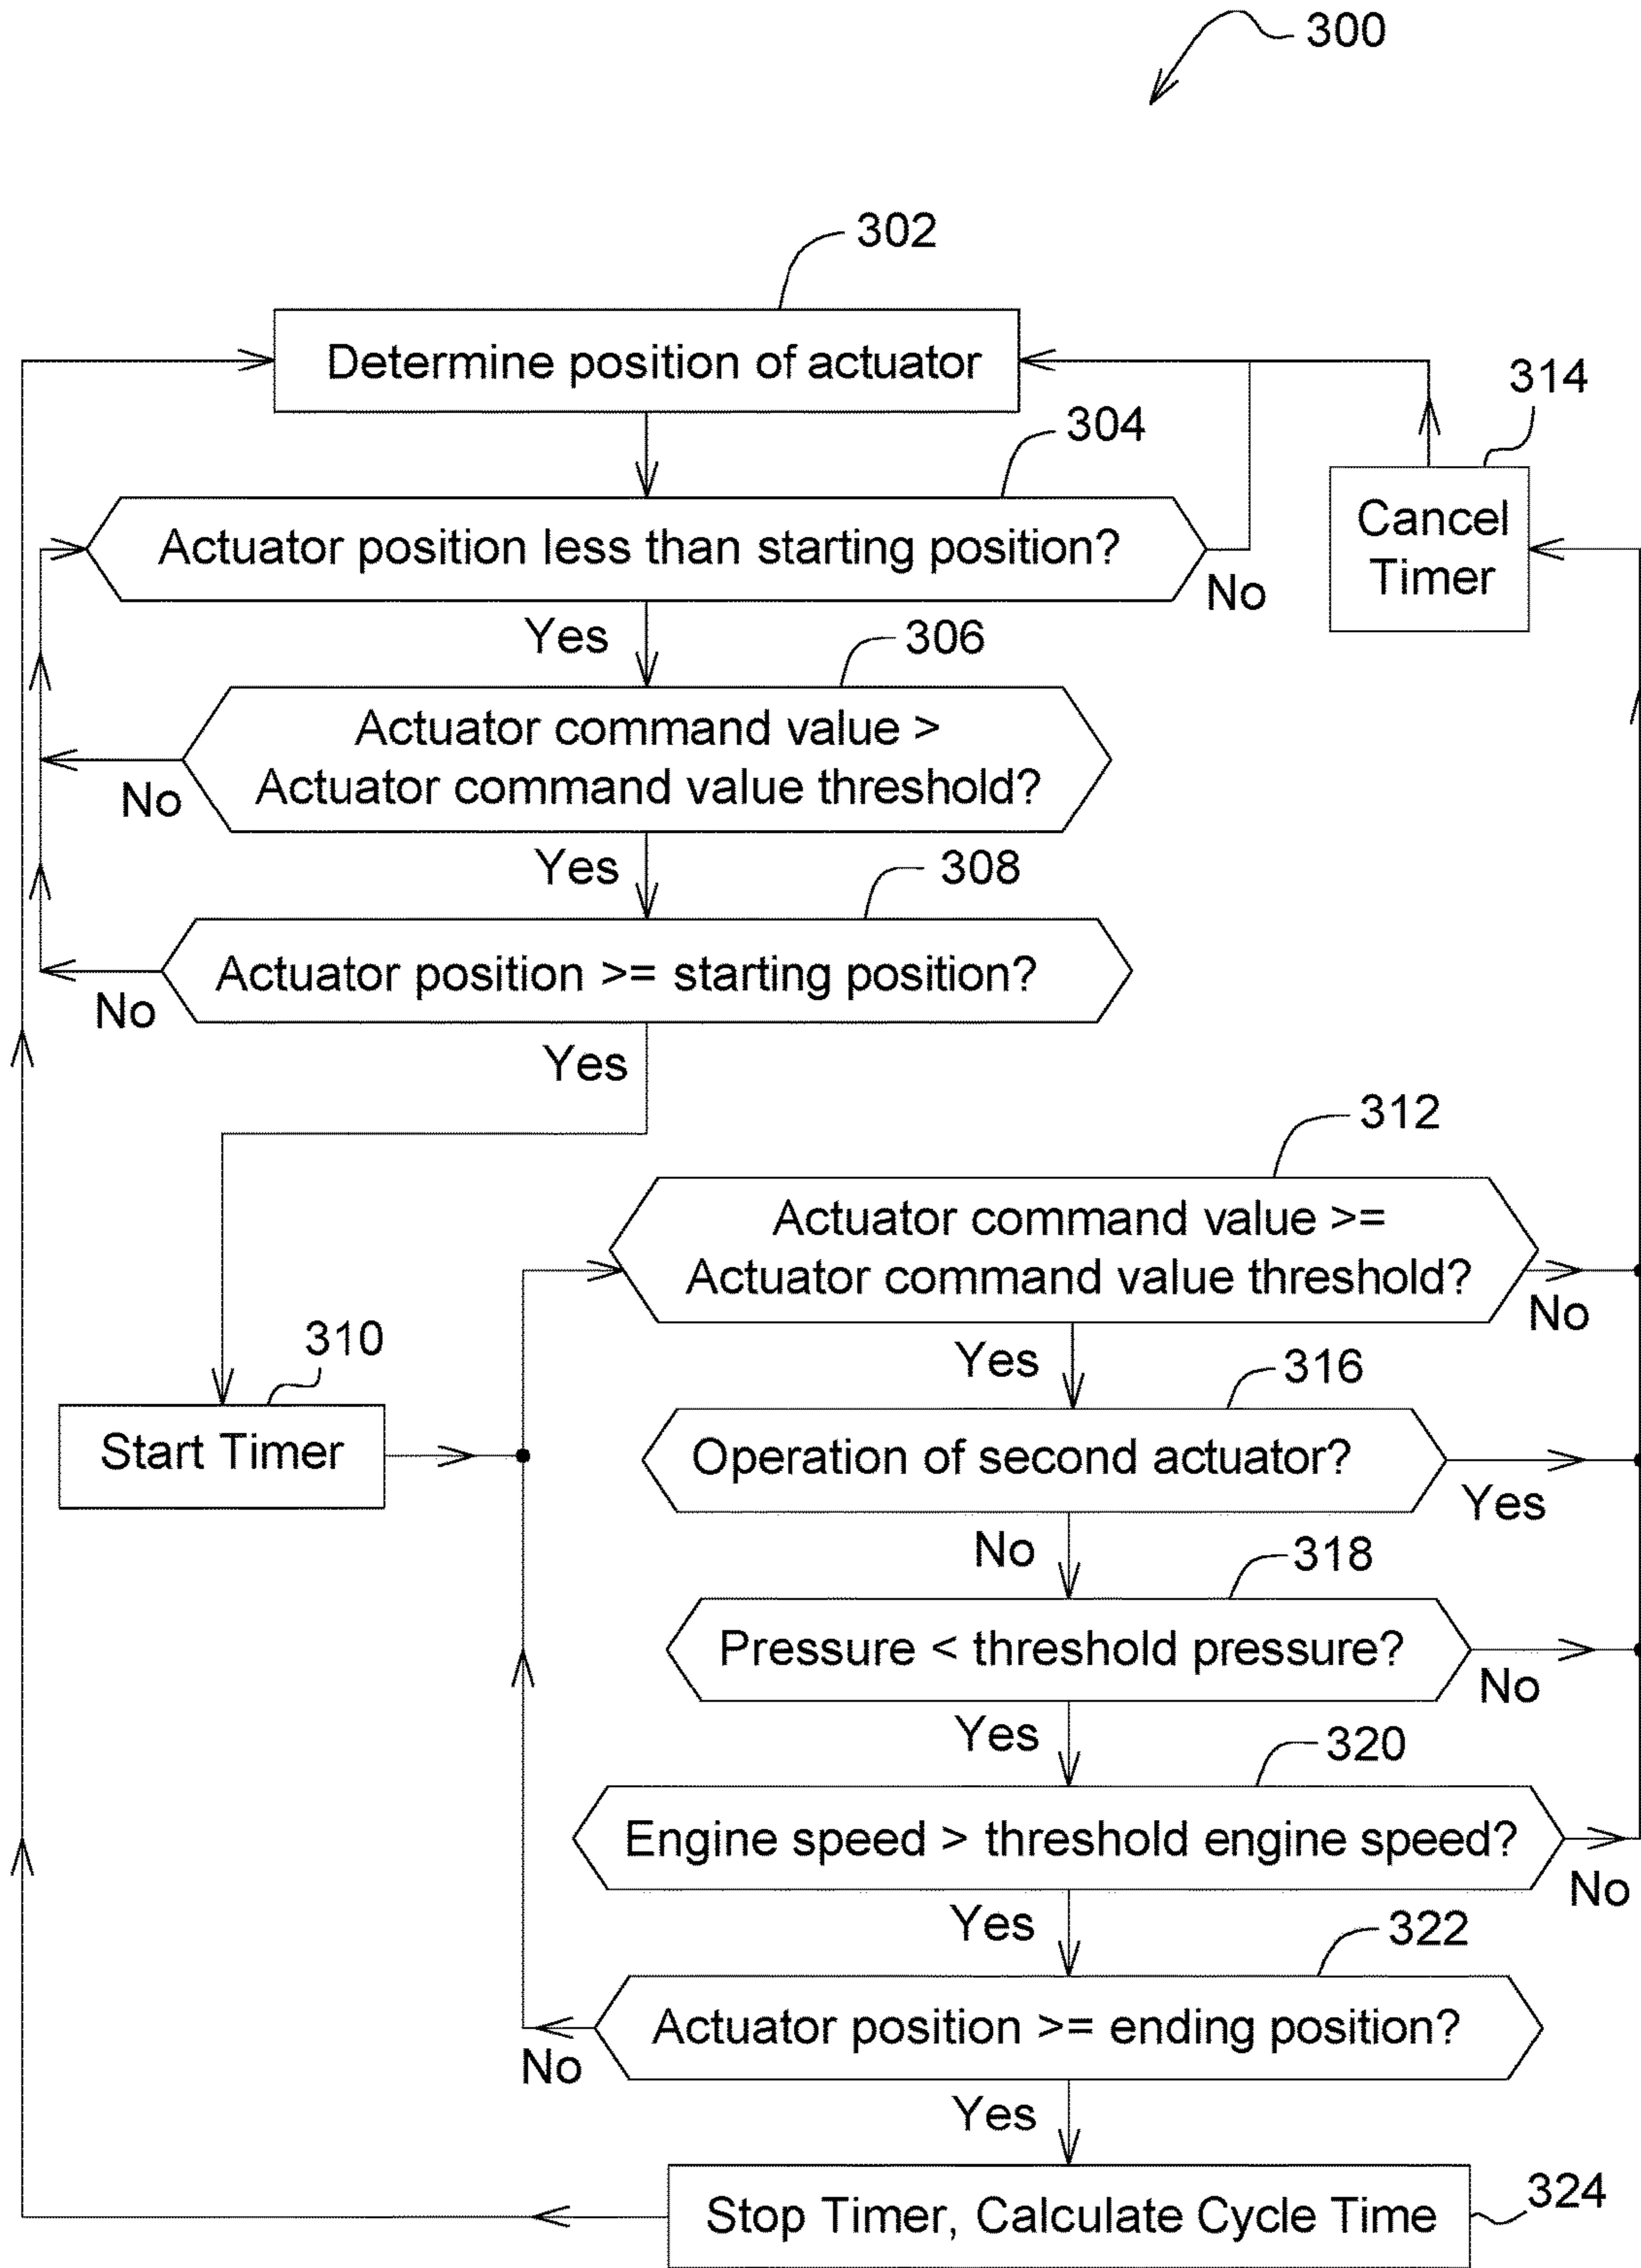 300
302
Determine position of actuator
314
Cancel
Timer
304
Actuator position less than starting position?
No
Yes
306
Actuator command value >
Actuator command value threshold?
No
Yes
308
Actuator position >= starting position?
No
Yes
312
Actuator command value >=
Actuator command value threshold?
No
310
Start Timer
Yes
316
Operation of second actuator?
Yes
No
318
Pressure < threshold pressure?
No
Yes
320
Engine speed > threshold engine speed?
No
Yes
322
Actuator position >= ending position?
No
Yes
324
Stop Timer, Calculate Cycle Time